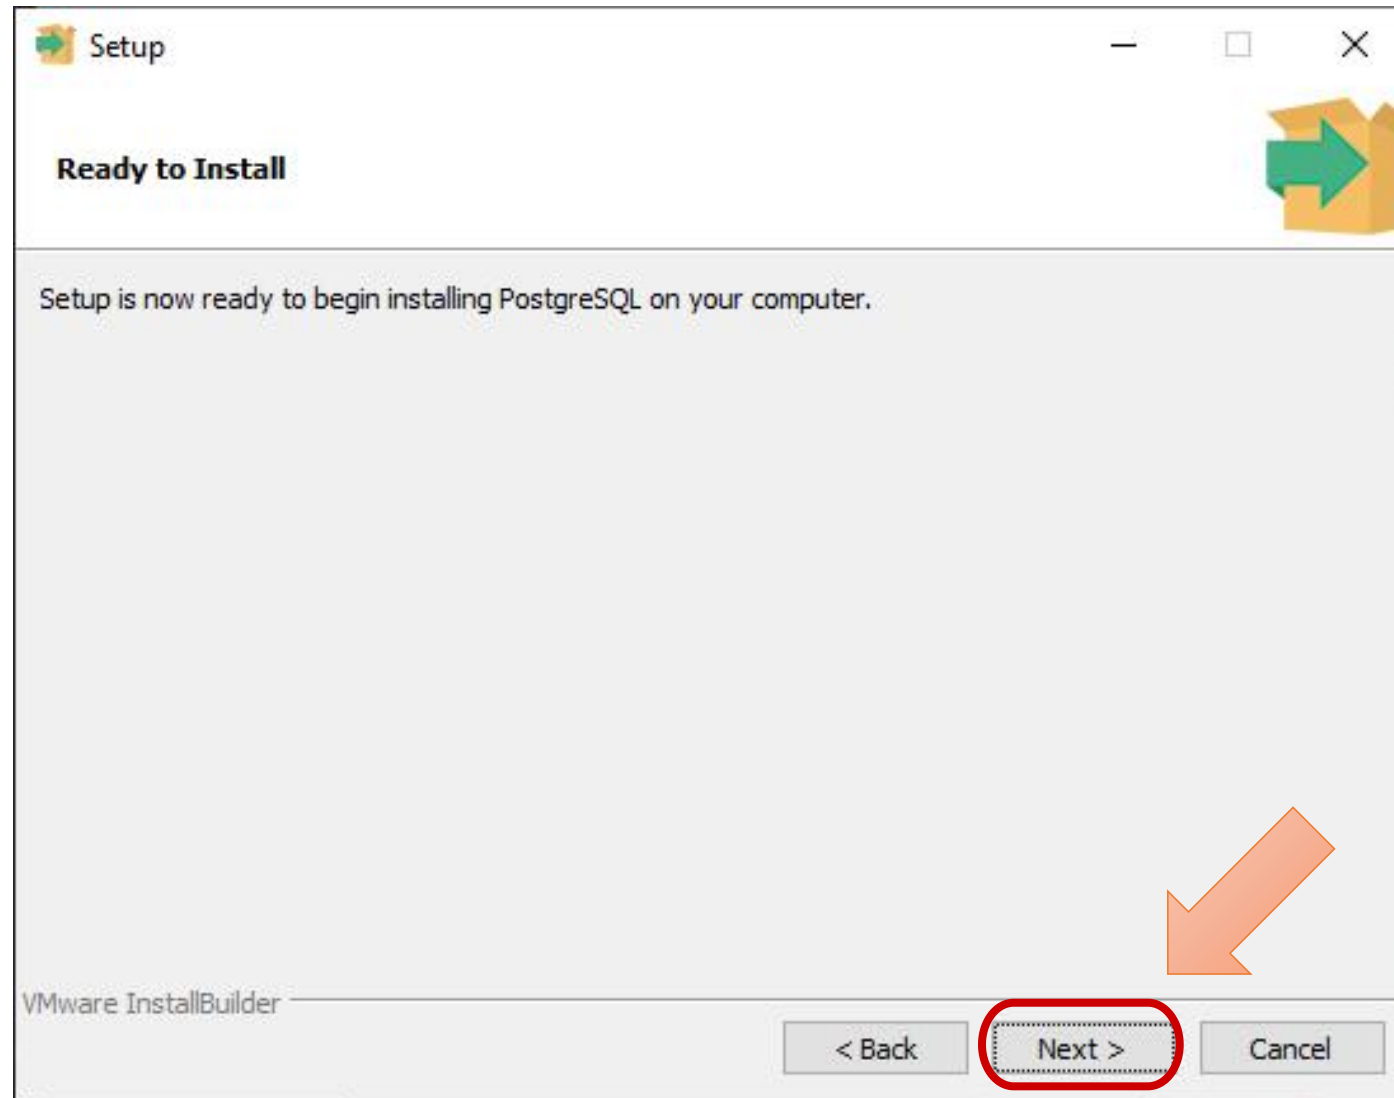 Setup
Ready to Install
Setup is now ready to begin installing PostgreSQL on your computer.
VMware InstallBuilder
< Back Next > Cancel